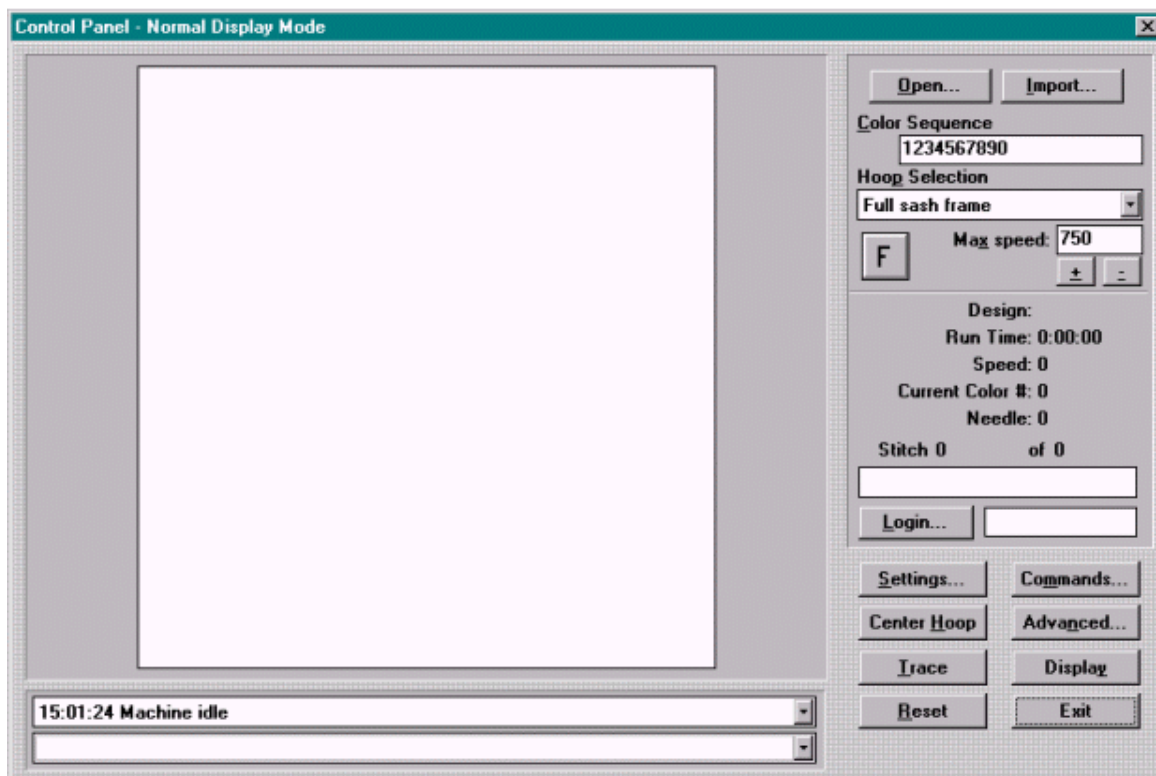 Control Panel - Normal Display Mode
Open... Import...
Color Sequence
1234567890
Hoop Selection
Full sash frame
F Max speed: 750
+ -
Design:
Run Time: 0:00:00
Speed: 0
Current Color #: 0
Needle: 0
Stitch 0 of 0
Login...
Settings... Commands...
Center Hoop Advanced...
Trace Display
Reset Exit
15:01:24 Machine idle